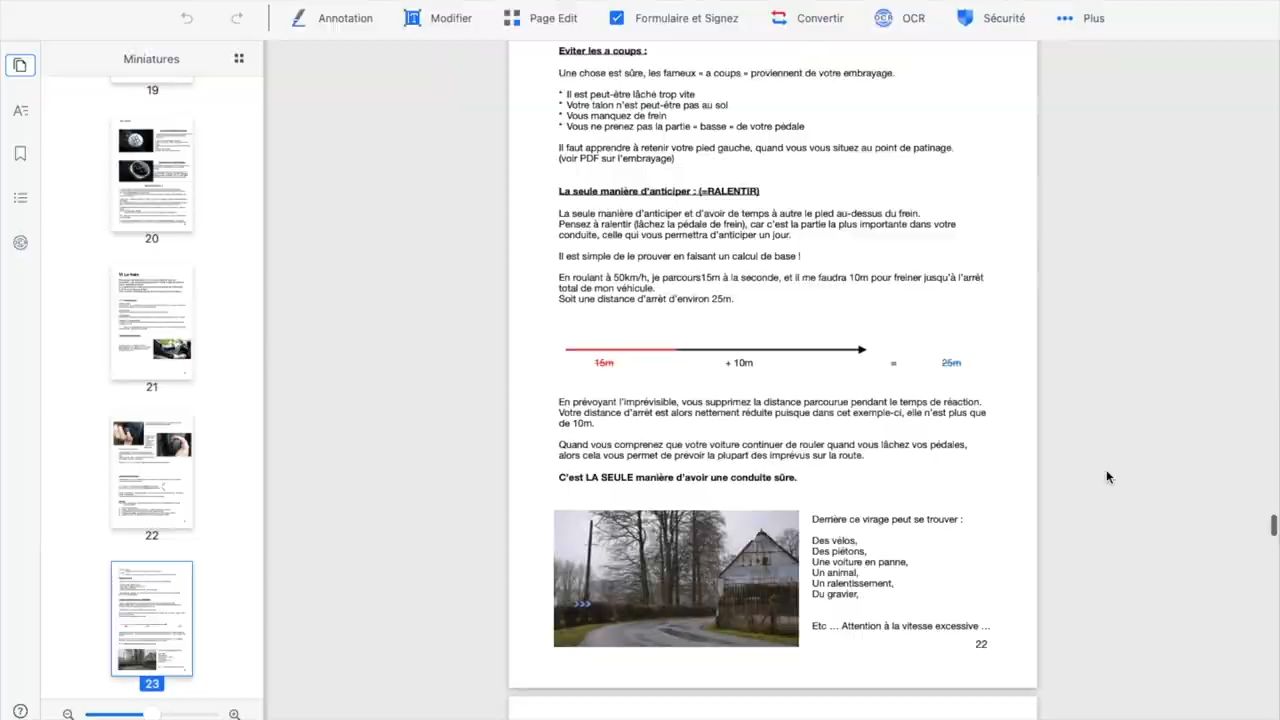 Annotation
Modifier
Page Edit
Formulaire et Signez
Convertir
OCR
OCR
Sécurité
Plus
Miniatures
19
20
21
22
23
Eviter les a coups :
Une chose est sûre, les fameux « a coups » proviennent de votre embrayage.
* Il est peut-être lâché trop vite
* Votre talon n'est peut-être pas au sol
* Vous manquez de frein
* Vous ne prenez pas la partie « basse » de votre pédale
Il faut apprendre à retenir votre pied gauche, quand vous vous situez au point de patinage.
(voir PDF sur l'embrayage)
La seule manière d'anticiper : (=RALENTIR)
La seule manière d'anticiper et d'avoir de temps à autre le pied au-dessus du frein.
Pensez à ralentir (lâchez la pédale de frein), car c'est la partie la plus importante dans votre
conduite, celle qui vous permettra d'anticiper un jour.
Il est simple de le prouver en faisant un calcul de base !
En roulant à 50km/h, je parcours15m à la seconde, et il me faudra 10m pour freiner jusqu'à l'arrêt
total de mon véhicule.
Soit une distance d'arrêt d'environ 25m.
15m + 10m = 25m
En prévoyant l'imprévisible, vous supprimez la distance parcourue pendant le temps de réaction.
Votre distance d'arrêt est alors nettement réduite puisque dans cet exemple-ci, elle n'est plus que
de 10m.
Quand vous comprenez que votre voiture continuer de rouler quand vous lâchez vos pédales,
alors cela vous permet de prévoir la plupart des imprévus sur la route.
C'est LA SEULE manière d'avoir une conduite sûre.
Derrière ce virage peut se trouver :
Des vélos,
Des piétons,
Une voiture en panne,
Un animal,
Un ralentissement,
Du gravier,
Etc ... Attention à la vitesse excessive ...
22